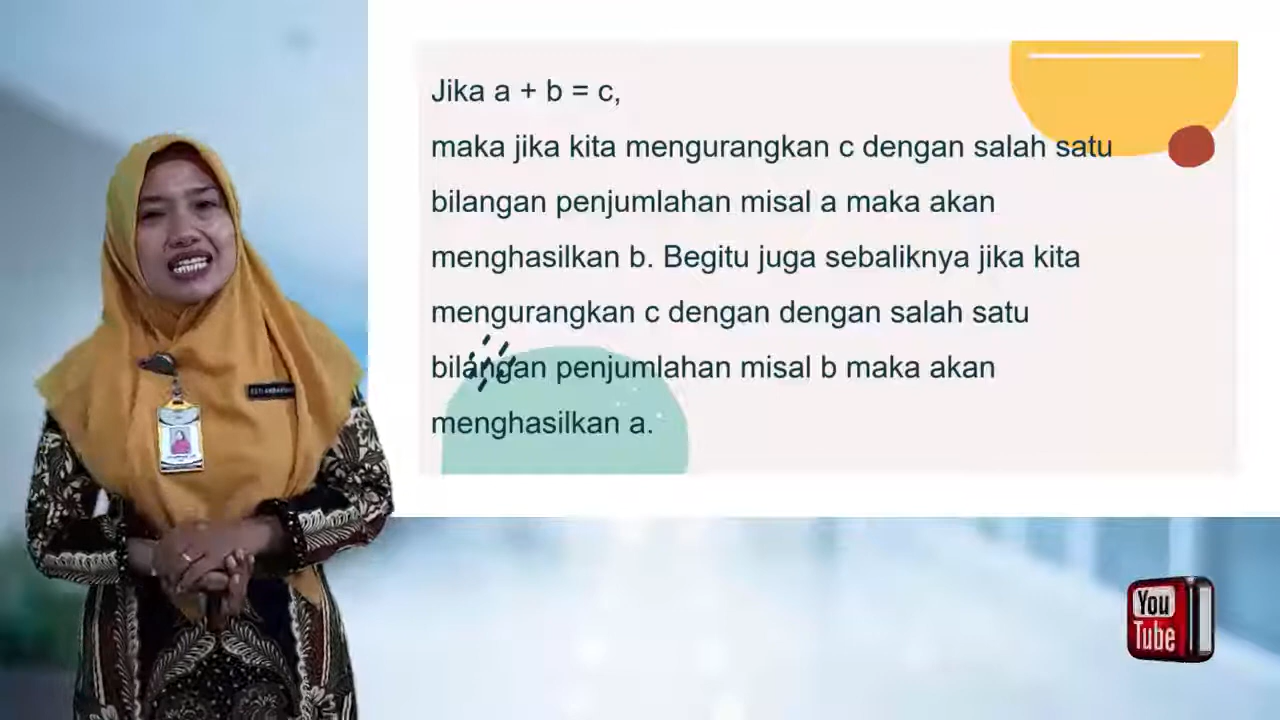 Jika a + b = c,
maka jika kita mengurangkan c dengan salah satu
bilangan penjumlahan misal a maka akan
menghasilkan b. Begitu juga sebaliknya jika kita
mengurangkan c dengan dengan salah satu
bilangan penjumlahan misal b maka akan
menghasilkan a.
You
Tube